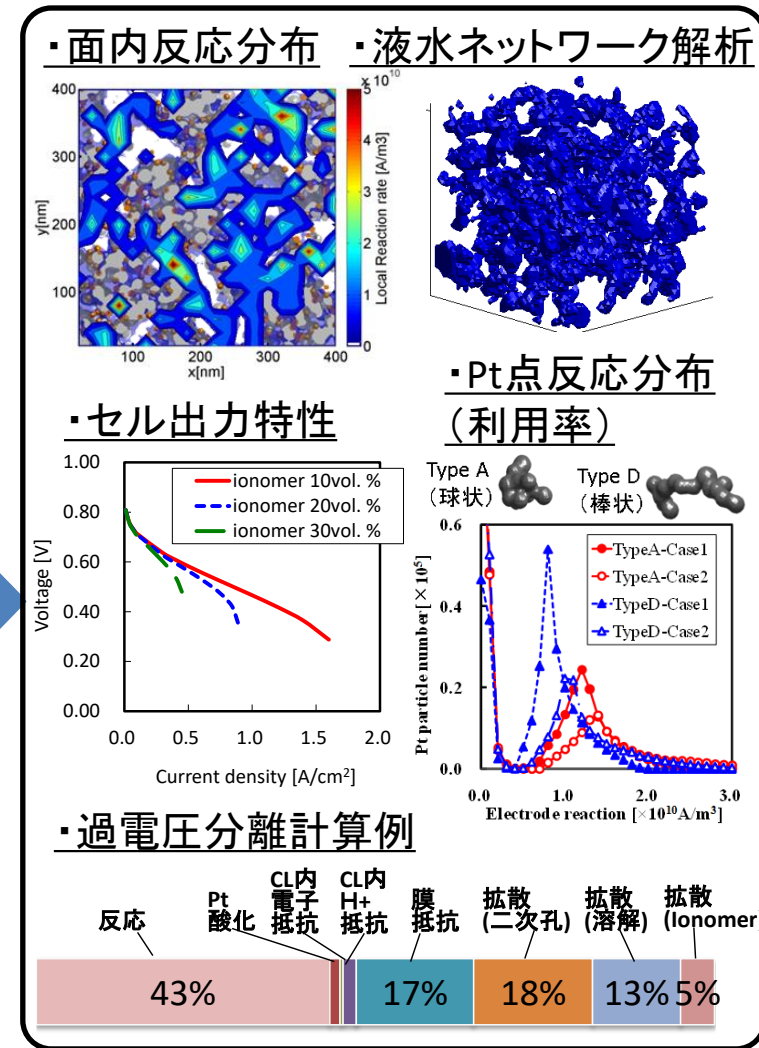 ・面内反応分布
・液水ネットワーク解析
x 10^10
400
350
300
250
200
150
100
y[nm]
100 200 300 400
x[nm]
5
4
3
2
1
0
Local Reaction rate [A/m3]
・セル出力特性
1.00
0.80
0.60
0.40
0.20
0.00
Voltage [V]
ionomer 10vol. %
ionomer 20vol. %
ionomer 30vol. %
0.0 0.5 1.0 1.5 2.0
Current density [A/cm²]
・Pt点反応分布
(利用率)
Type A
(球状)
Type D
(棒状)
0.6
0.4
0.2
0.0
Pt particle number [×10⁵]
TypeA-Case1
TypeA-Case2
TypeD-Case1
TypeD-Case2
0.0 1.0 2.0 3.0
Electrode reaction [×10¹⁰A/m³]
・過電圧分離計算例
反応
Pt
酸化
CL内
電子
抵抗
CL内
H+
抵抗
膜
抵抗
拡散
(二次孔)
拡散
(溶解)
拡散
(Ionomer)
43% 17% 18% 13% 5%